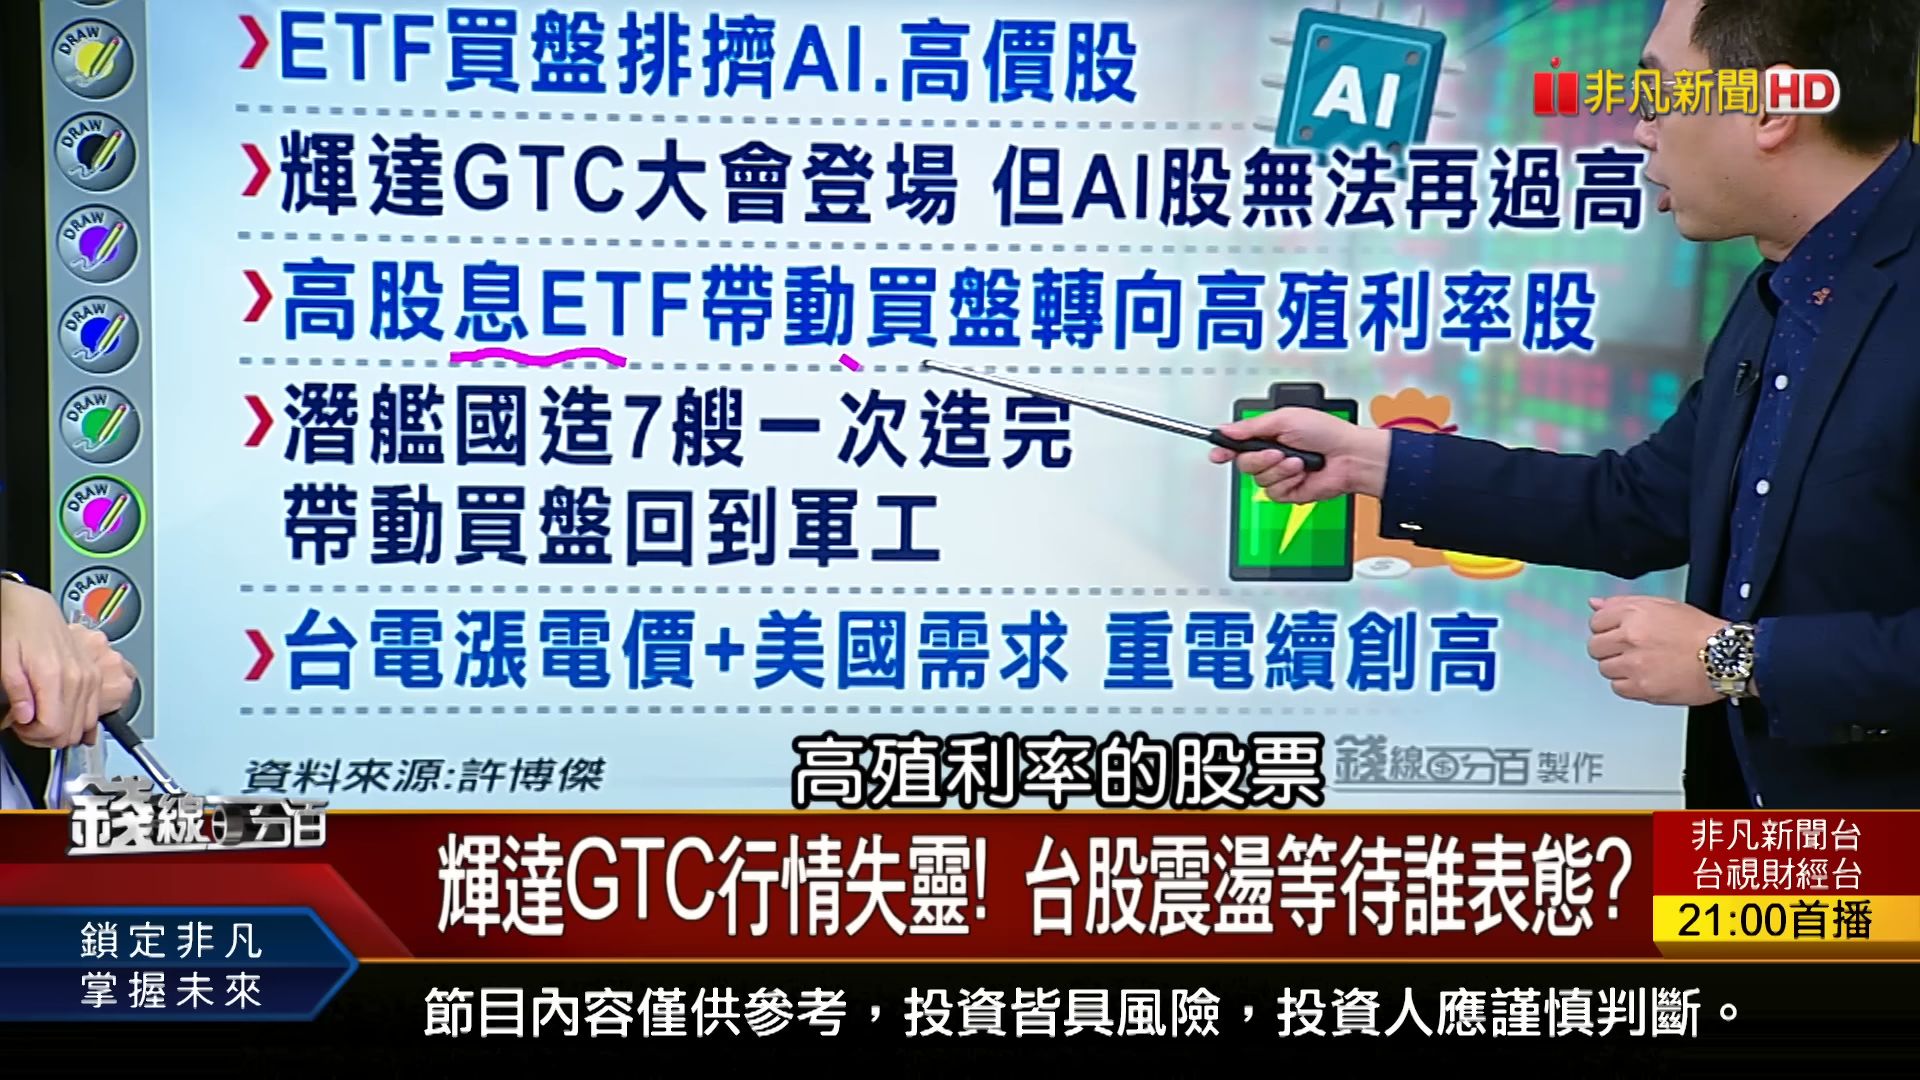 ETF買盤排擠AI.高價股
AI
非凡新聞HD
輝達GTC大會登場 但AI股無法再過高
高股息ETF帶動買盤轉向高殖利率股
潛艦國造7艘一次造完
帶動買盤回到軍工
台電漲電價+美國需求 重電續創高
DRAW
DRAW
DRAW
DRAW
DRAW
DRAW
DRAW
資料來源:許博傑
高殖利率的股票
錢線百分百製作
錢線百分百
輝達GTC行情失靈! 台股震盪等待誰表態?
非凡新聞台
台視財經台
21:00首播
鎖定非凡
掌握未來
節目內容僅供參考，投資皆具風險，投資人應謹慎判斷。